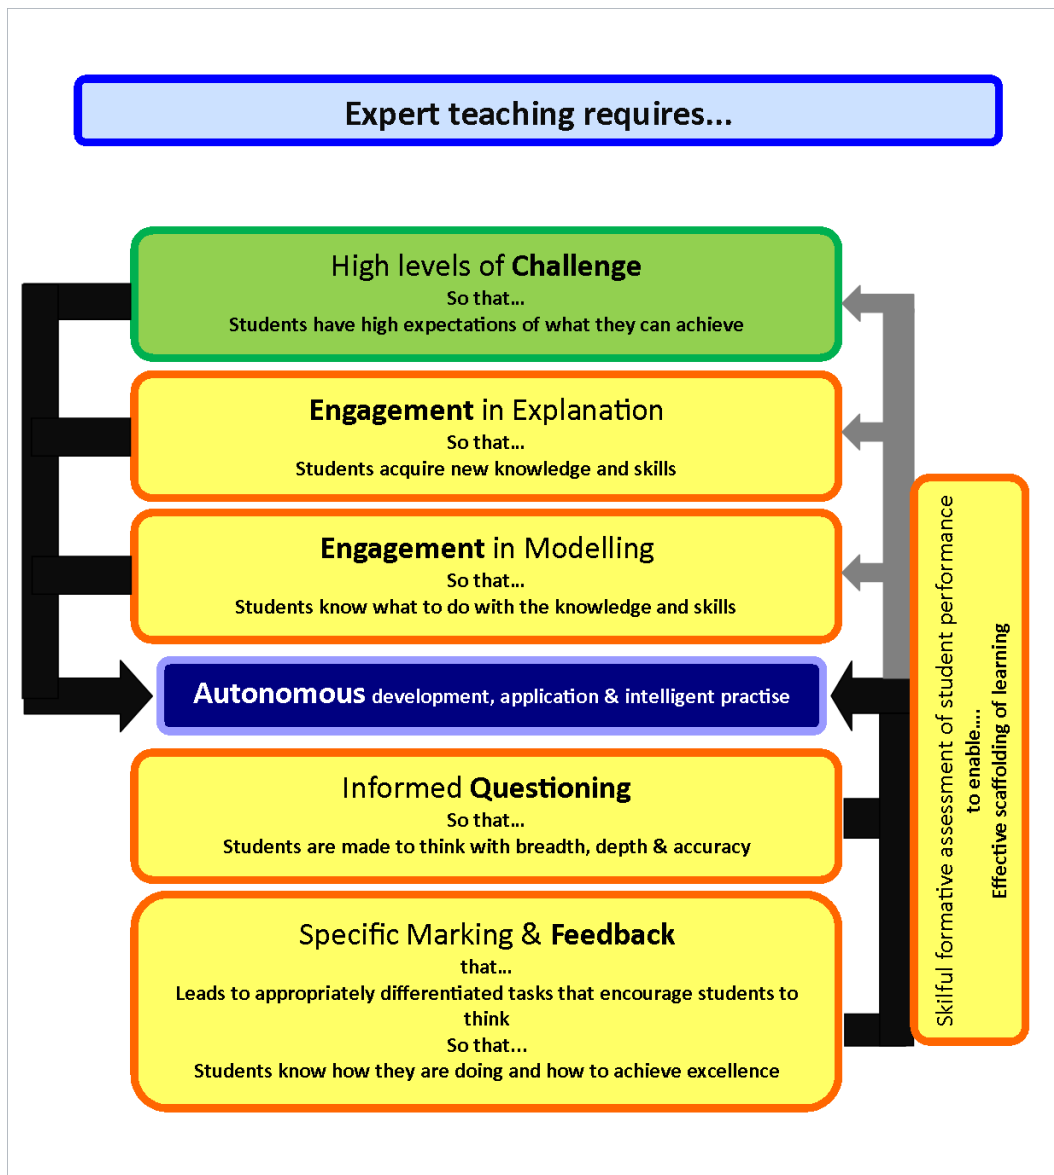 Expert teaching requires...
High levels of Challenge
So that...
Students have high expectations of what they can achieve
Engagement in Explanation
So that...
Students acquire new knowledge and skills
Engagement in Modelling
So that...
Students know what to do with the knowledge and skills
Autonomous development, application & intelligent practise
Informed Questioning
So that...
Students are made to think with breadth, depth & accuracy
Specific Marking & Feedback
that...
Leads to appropriately differentiated tasks that encourage students to
think
So that...
Students know how they are doing and how to achieve excellence
Skilful formative assessment of student performance
to enable....
Effective scaffolding of learning